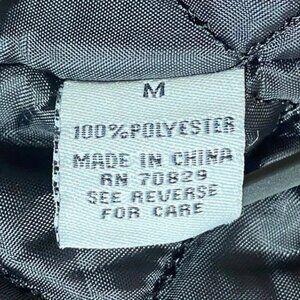 M
100%POLYESTER
MADE IN CHINA
RN 70829
SEE REVERSE
FOR CARE